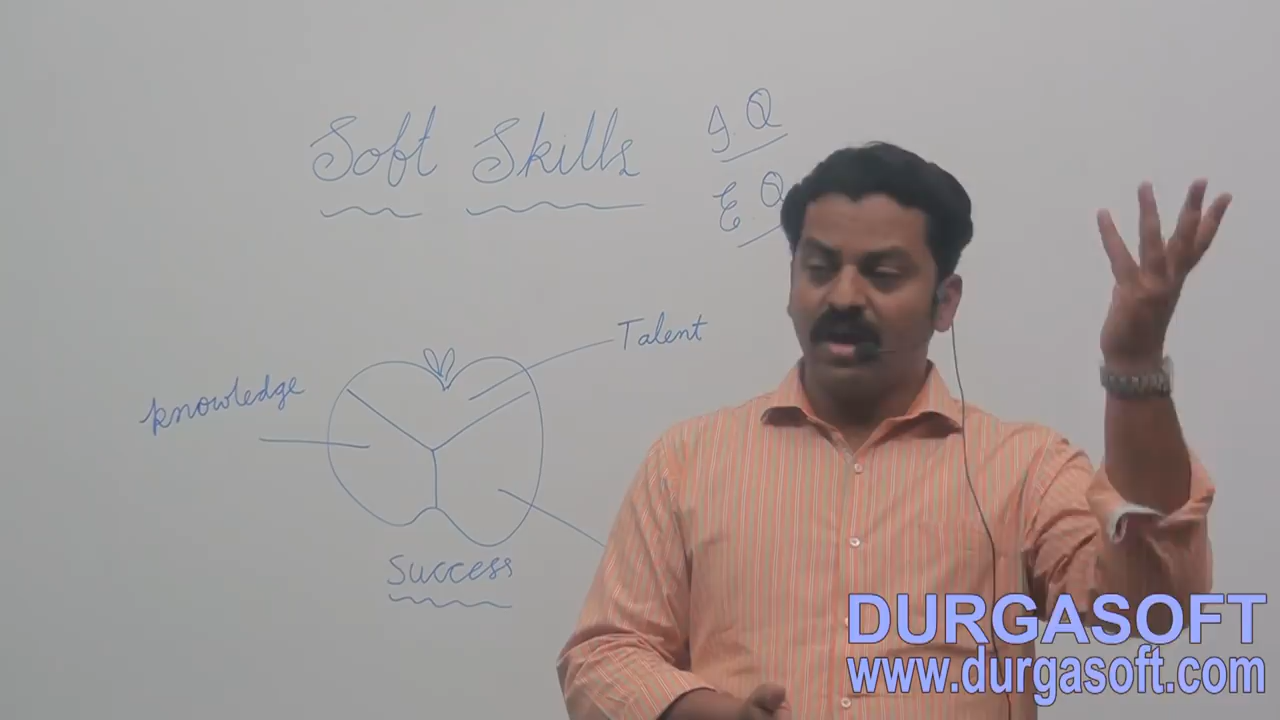 Soft Skills
I.Q
E Q
Talent
knowledge
Success
DURGASOFT
www.durgasoft.com